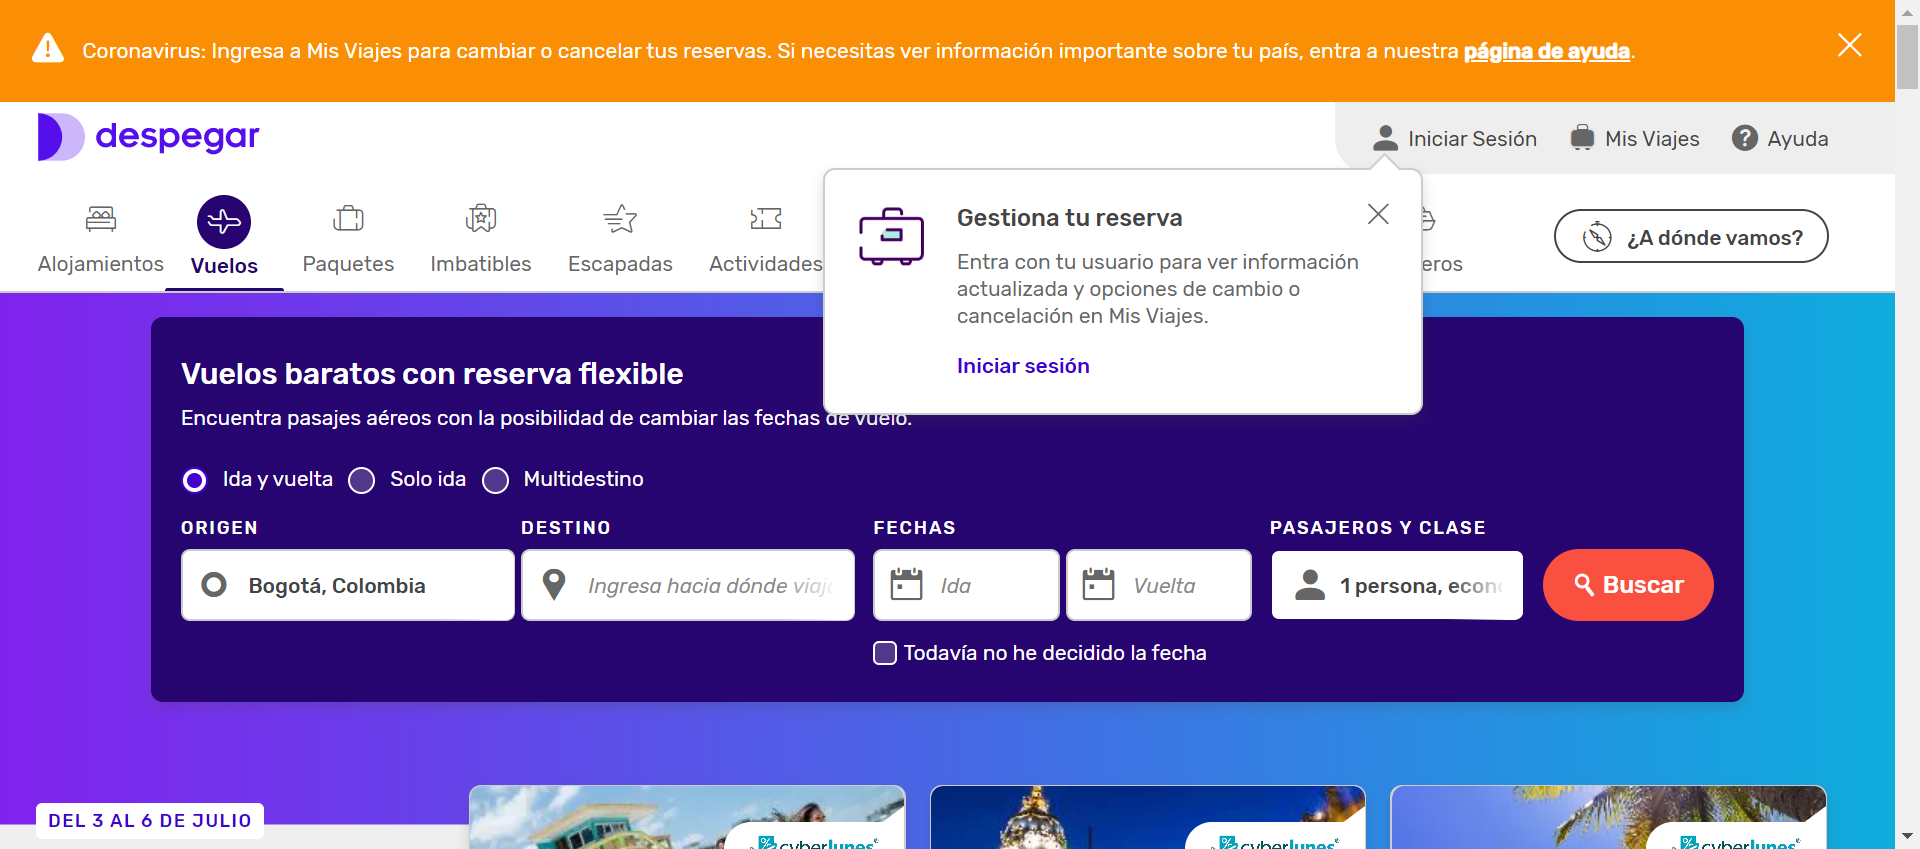 Coronavirus: Ingresa a Mis Viajes para cambiar o cancelar tus reservas. Si necesitas ver información importante sobre tu país, entra a nuestra página de ayuda.
despegar
Iniciar Sesión
Mis Viajes
? Ayuda
Alojamientos
Vuelos
Paquetes
Imbatibles
Escapadas
Actividades
eros
¿A dónde vamos?
Gestiona tu reserva
Entra con tu usuario para ver información
actualizada y opciones de cambio o
cancelación en Mis Viajes.
Iniciar sesión
Vuelos baratos con reserva flexible
Encuentra pasajes aéreos con la posibilidad de cambiar las fechas de vuelo.
Ida y vuelta
Solo ida
Multidestino
ORIGEN
DESTINO
FECHAS
PASAJEROS Y CLASE
Bogotá, Colombia
Ingresa hacia dónde viaj
Ida
Vuelta
1 persona, econ
Buscar
Todavía no he decidido la fecha
DEL 3 AL 6 DE JULIO
cyberlunes
cyberlunes
cyberlunes